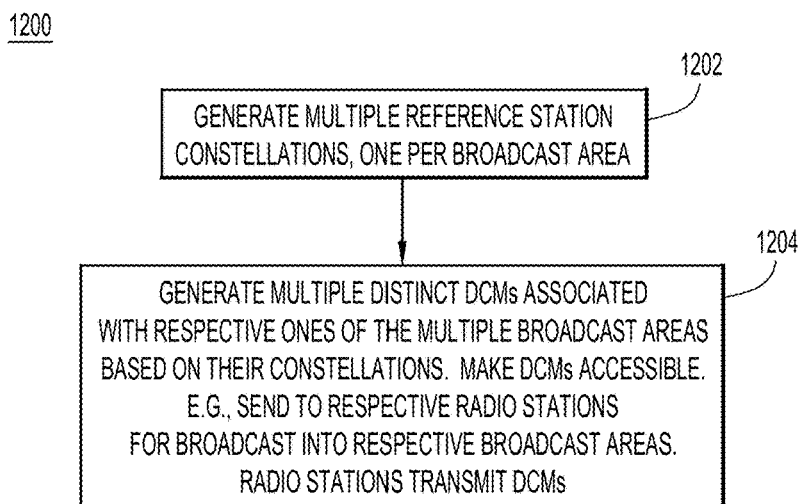 1200
1202
GENERATE MULTIPLE REFERENCE STATION
CONSTELLATIONS, ONE PER BROADCAST AREA
1204
GENERATE MULTIPLE DISTINCT DCMs ASSOCIATED
WITH RESPECTIVE ONES OF THE MULTIPLE BROADCAST AREAS
BASED ON THEIR CONSTELLATIONS. MAKE DCMs ACCESSIBLE.
E.G., SEND TO RESPECTIVE RADIO STATIONS
FOR BROADCAST INTO RESPECTIVE BROADCAST AREAS.
RADIO STATIONS TRANSMIT DCMs